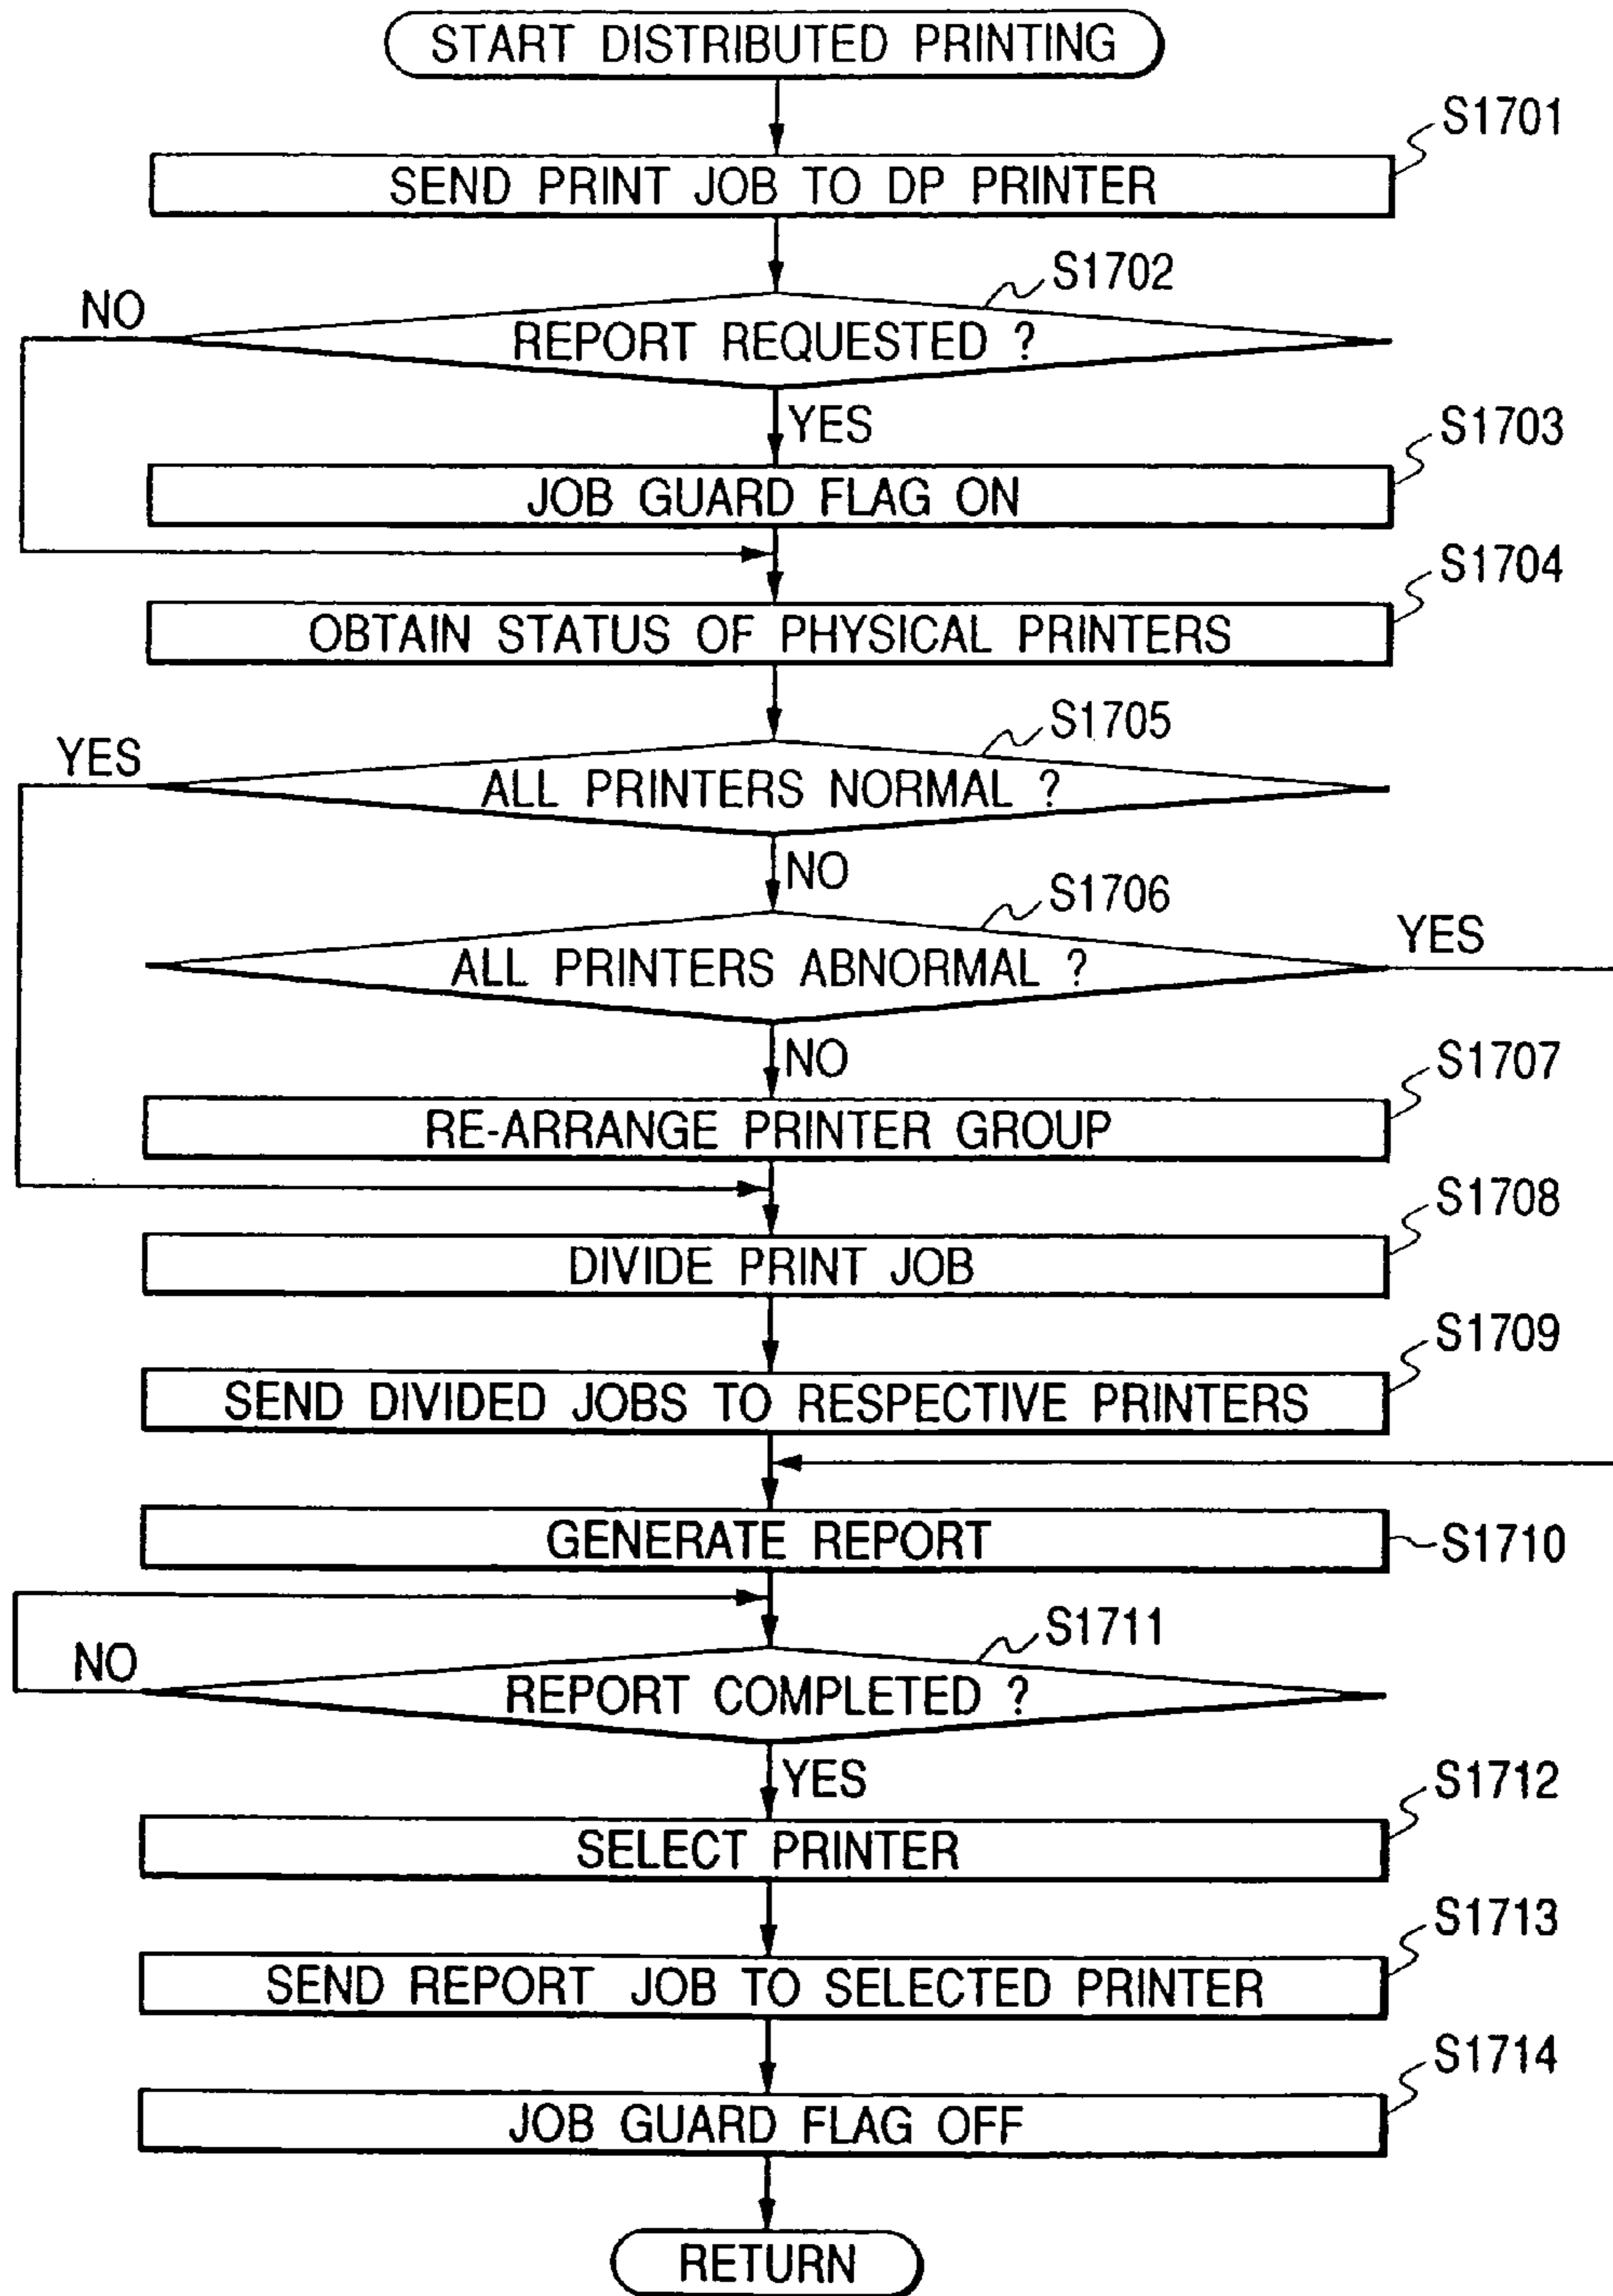 START DISTRIBUTED PRINTING
S1701
SEND PRINT JOB TO DP PRINTER
S1702
NO
REPORT REQUESTED ?
YES
S1703
JOB GUARD FLAG ON
S1704
OBTAIN STATUS OF PHYSICAL PRINTERS
S1705
YES
ALL PRINTERS NORMAL ?
NO
S1706
YES
ALL PRINTERS ABNORMAL ?
NO
S1707
RE-ARRANGE PRINTER GROUP
S1708
DIVIDE PRINT JOB
S1709
SEND DIVIDED JOBS TO RESPECTIVE PRINTERS
GENERATE REPORT
S1710
S1711
NO
REPORT COMPLETED ?
YES
S1712
SELECT PRINTER
S1713
SEND REPORT JOB TO SELECTED PRINTER
S1714
JOB GUARD FLAG OFF
RETURN